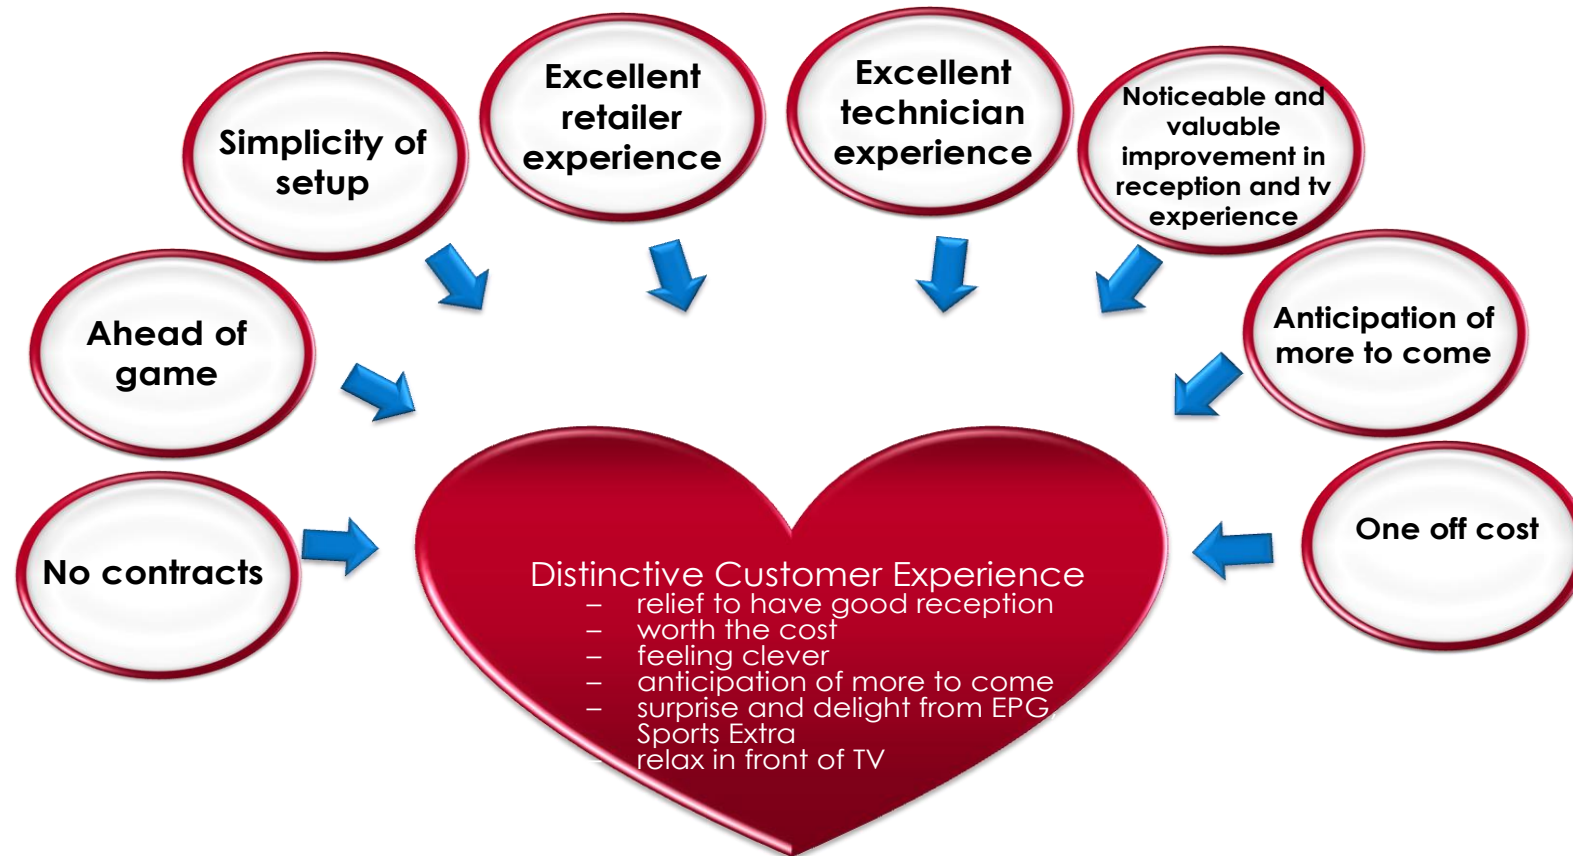 Excellent
retailer
experience
Excellent
technician
experience
Noticeable and
valuable
improvement in
reception and tv
experience
Simplicity of
setup
Anticipation of
more to come
Ahead of
game
One off cost
No contracts
Distinctive Customer Experience
– relief to have good reception
– worth the cost
– feeling clever
– anticipation of more to come
– surprise and delight from EPG,
Sports Extra
– relax in front of TV